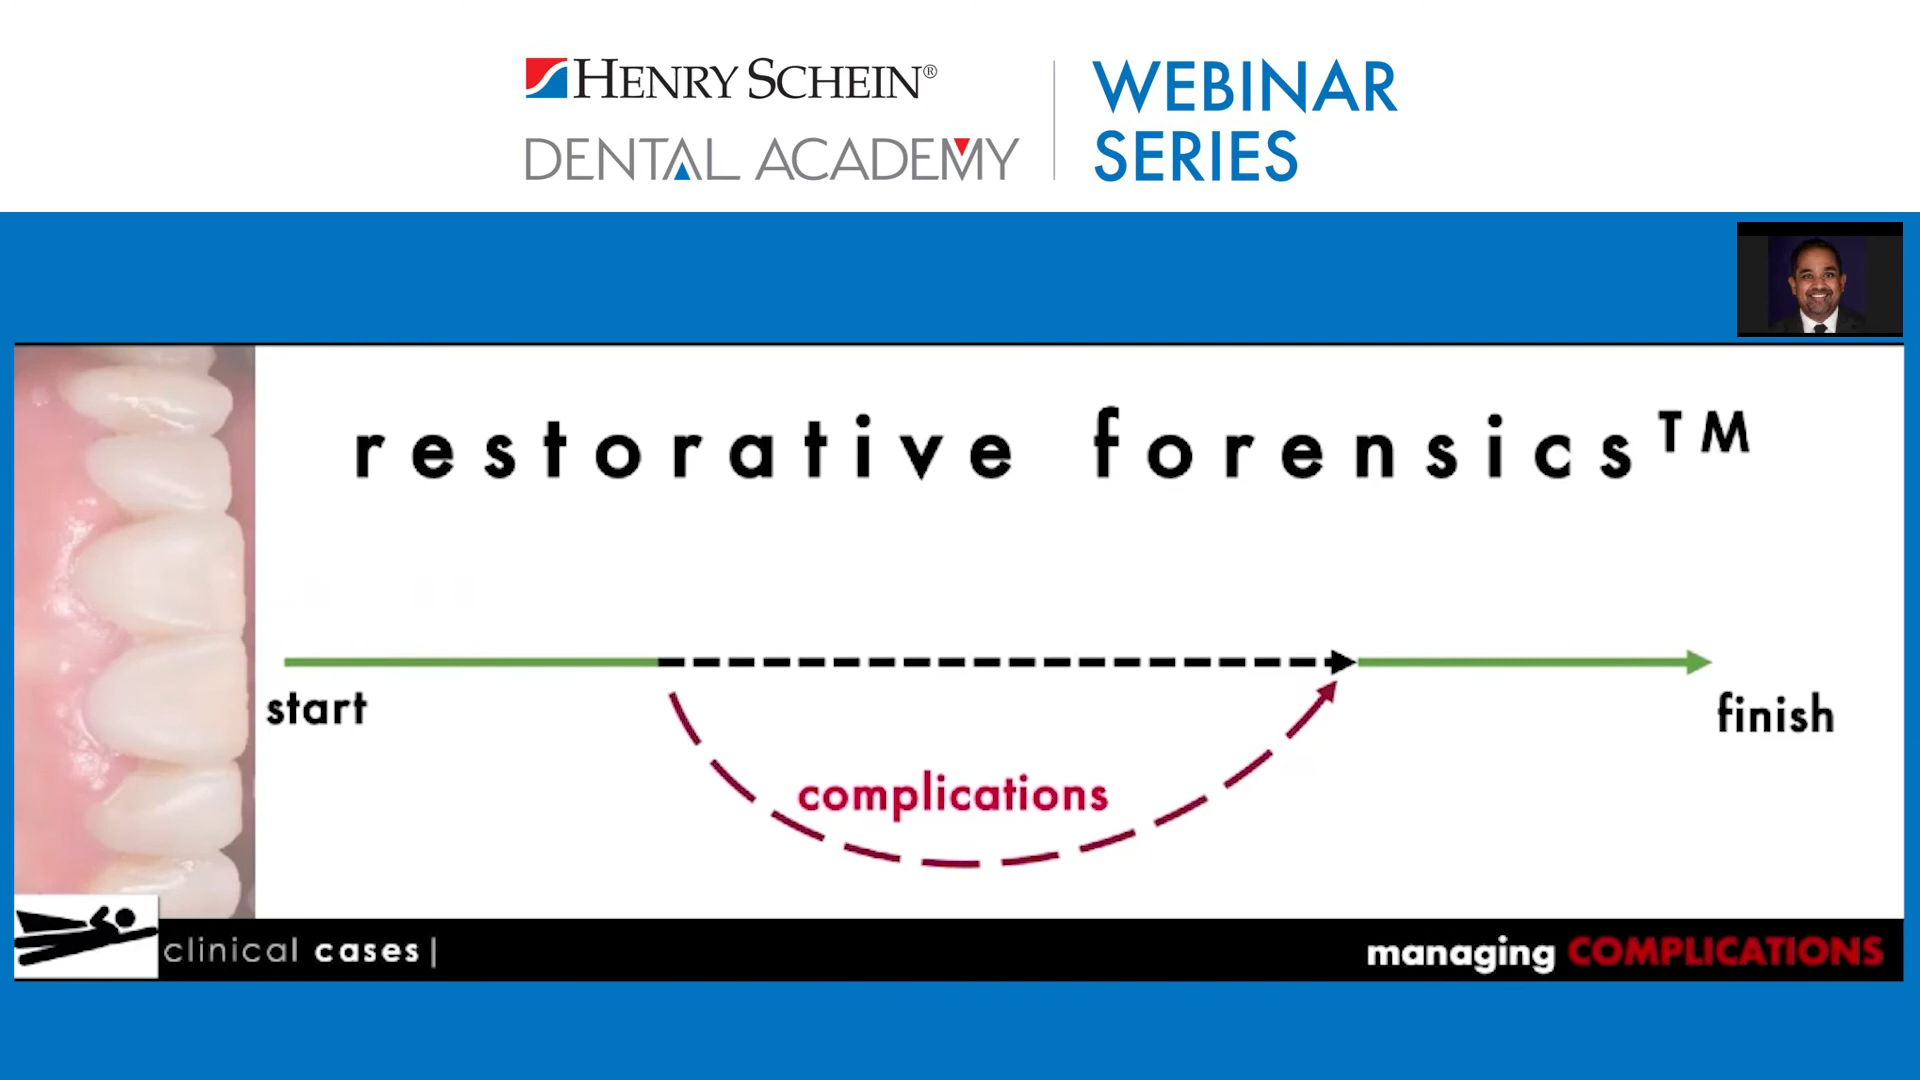 HENRY SCHEIN®
DENTAL ACADEMY
WEBINAR
SERIES
restorative forensics™
start
finish
complications
clinical cases|
managing COMPLICATIONS